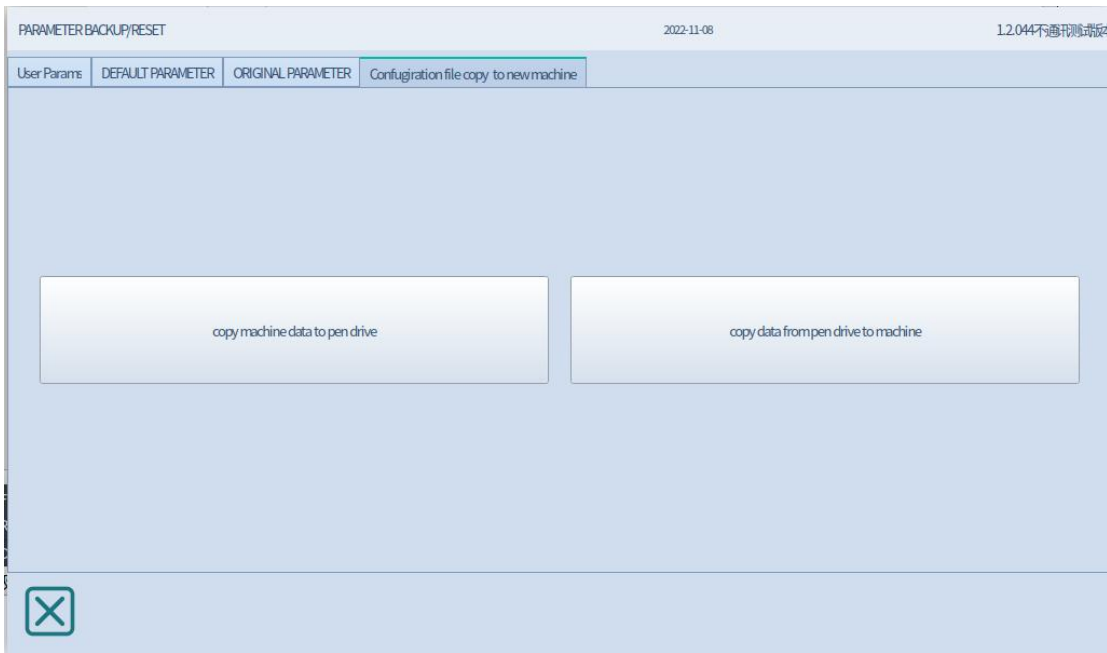 PARAMETER BACKUP/RESET 2022-11-08 1.2.044不通讯测试版本
User Params DEFAULT PARAMETER ORIGINAL PARAMETER Confugiration file copy to new machine
copy machine data to pen drive copy data from pen drive to machine